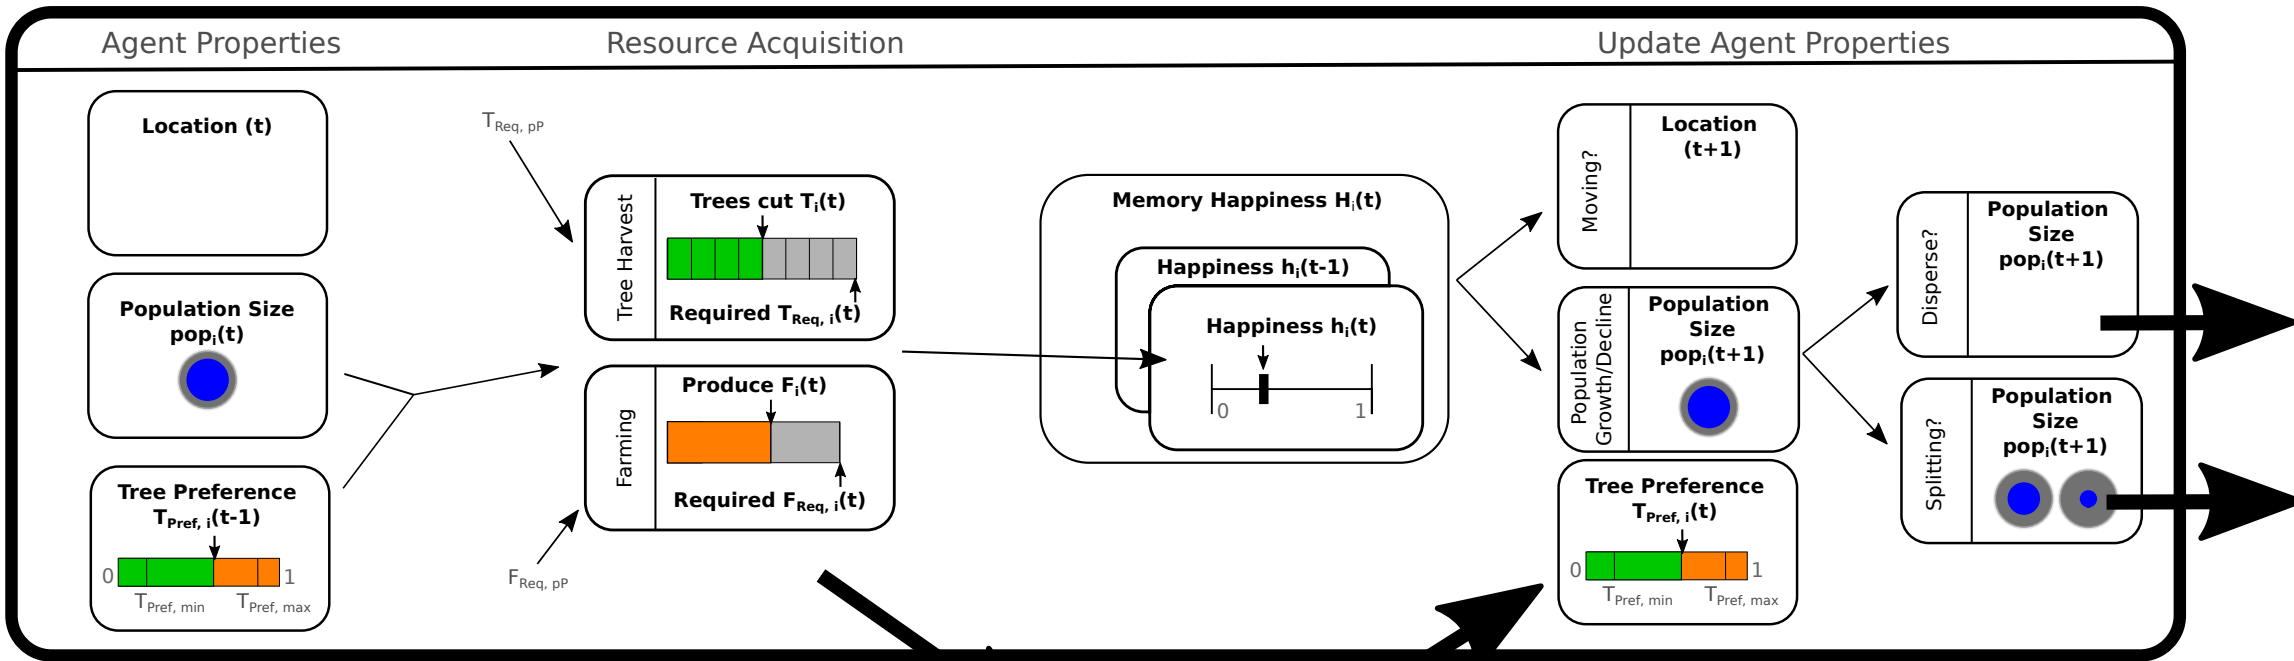 Agent Properties
Resource Acquisition
Update Agent Properties
Location (t)
Population Size
pop_i(t)
Tree Preference
T_Pref, i(t-1)
0
1
T_Pref, min
T_Pref, max
T_Req, pP
Tree Harvest
Trees cut T_i(t)
Required T_Req, i(t)
Farming
Produce F_i(t)
Required F_Req, i(t)
F_Req, pP
Memory Happiness H_i(t)
Happiness h_i(t-1)
Happiness h_i(t)
0
1
Moving?
Location
(t+1)
Population
Growth/Decline
Population
Size
pop_i(t+1)
Tree Preference
T_Pref, i(t)
0
1
T_Pref, min
T_Pref, max
Disperse?
Population
Size
pop_i(t+1)
Splitting?
Population
Size
pop_i(t+1)